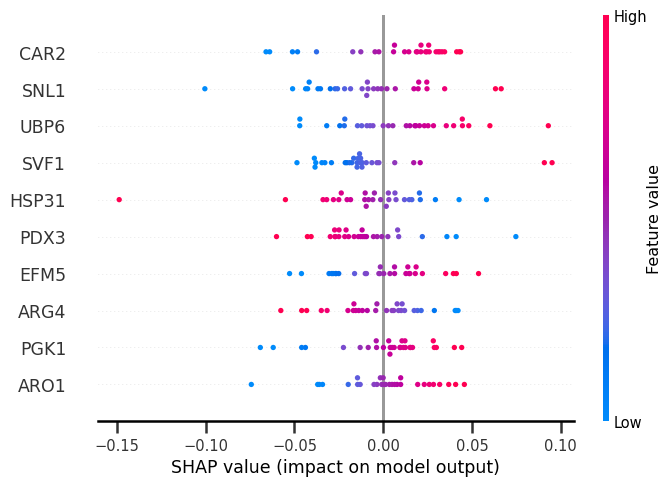 High
CAR2
SNL1
UBP6
SVF1
HSP31
PDX3
EFM5
ARG4
PGK1
ARO1
Feature value
Low
−0.15 −0.10 −0.05 0.00 0.05 0.10
SHAP value (impact on model output)